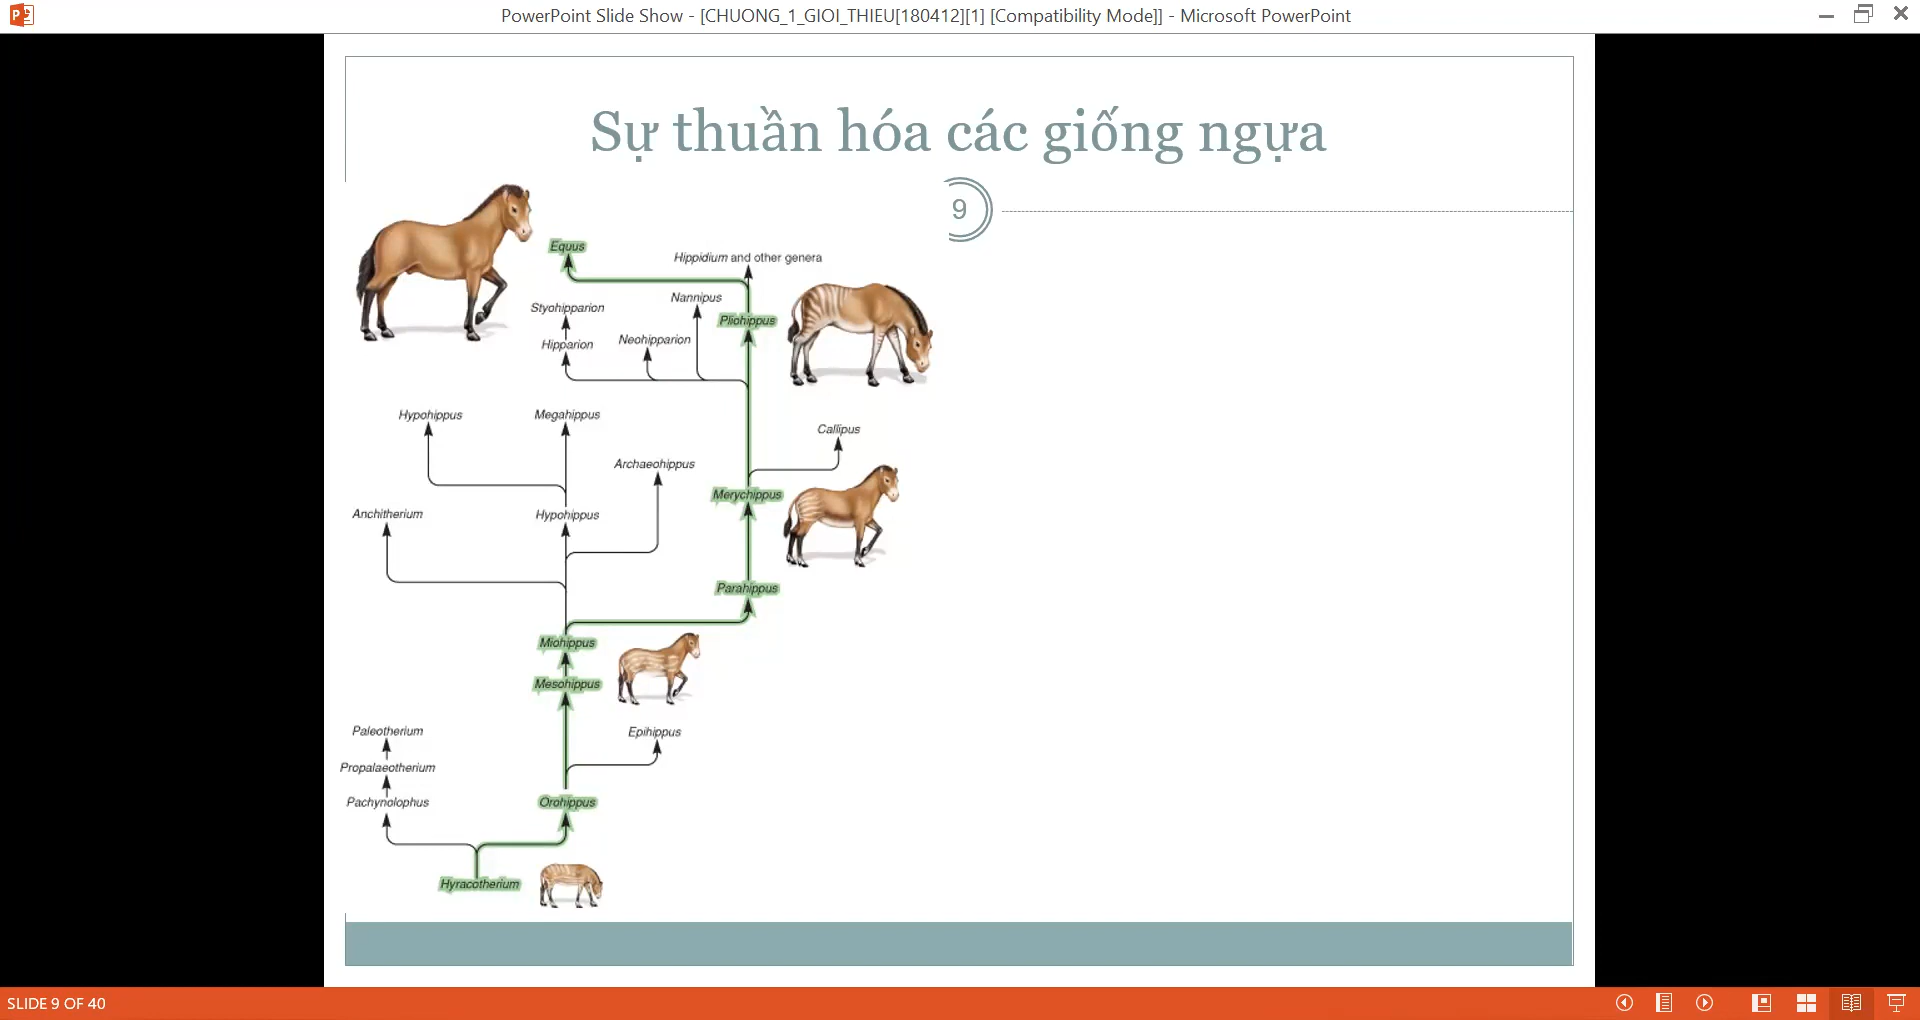 PowerPoint Slide Show - [CHUONG_1_GIOI_THIEU[180412][1] [Compatibility Mode]] - Microsoft PowerPoint
Sự thuần hóa các giống ngựa
9
Equus
Hippidium and other genera
Nannipus
Styohipparion
Pliohippus
Neohipparion
Hipparion
Hypohippus
Megahippus
Callipus
Archaeohippus
Merychippus
Anchitherium
Hypohippus
Parahippus
Miohippus
Mesohippus
Paleotherium
Epihippus
Propalaeotherium
Pachynolophus
Orohippus
Hyracotherium
SLIDE 9 OF 40